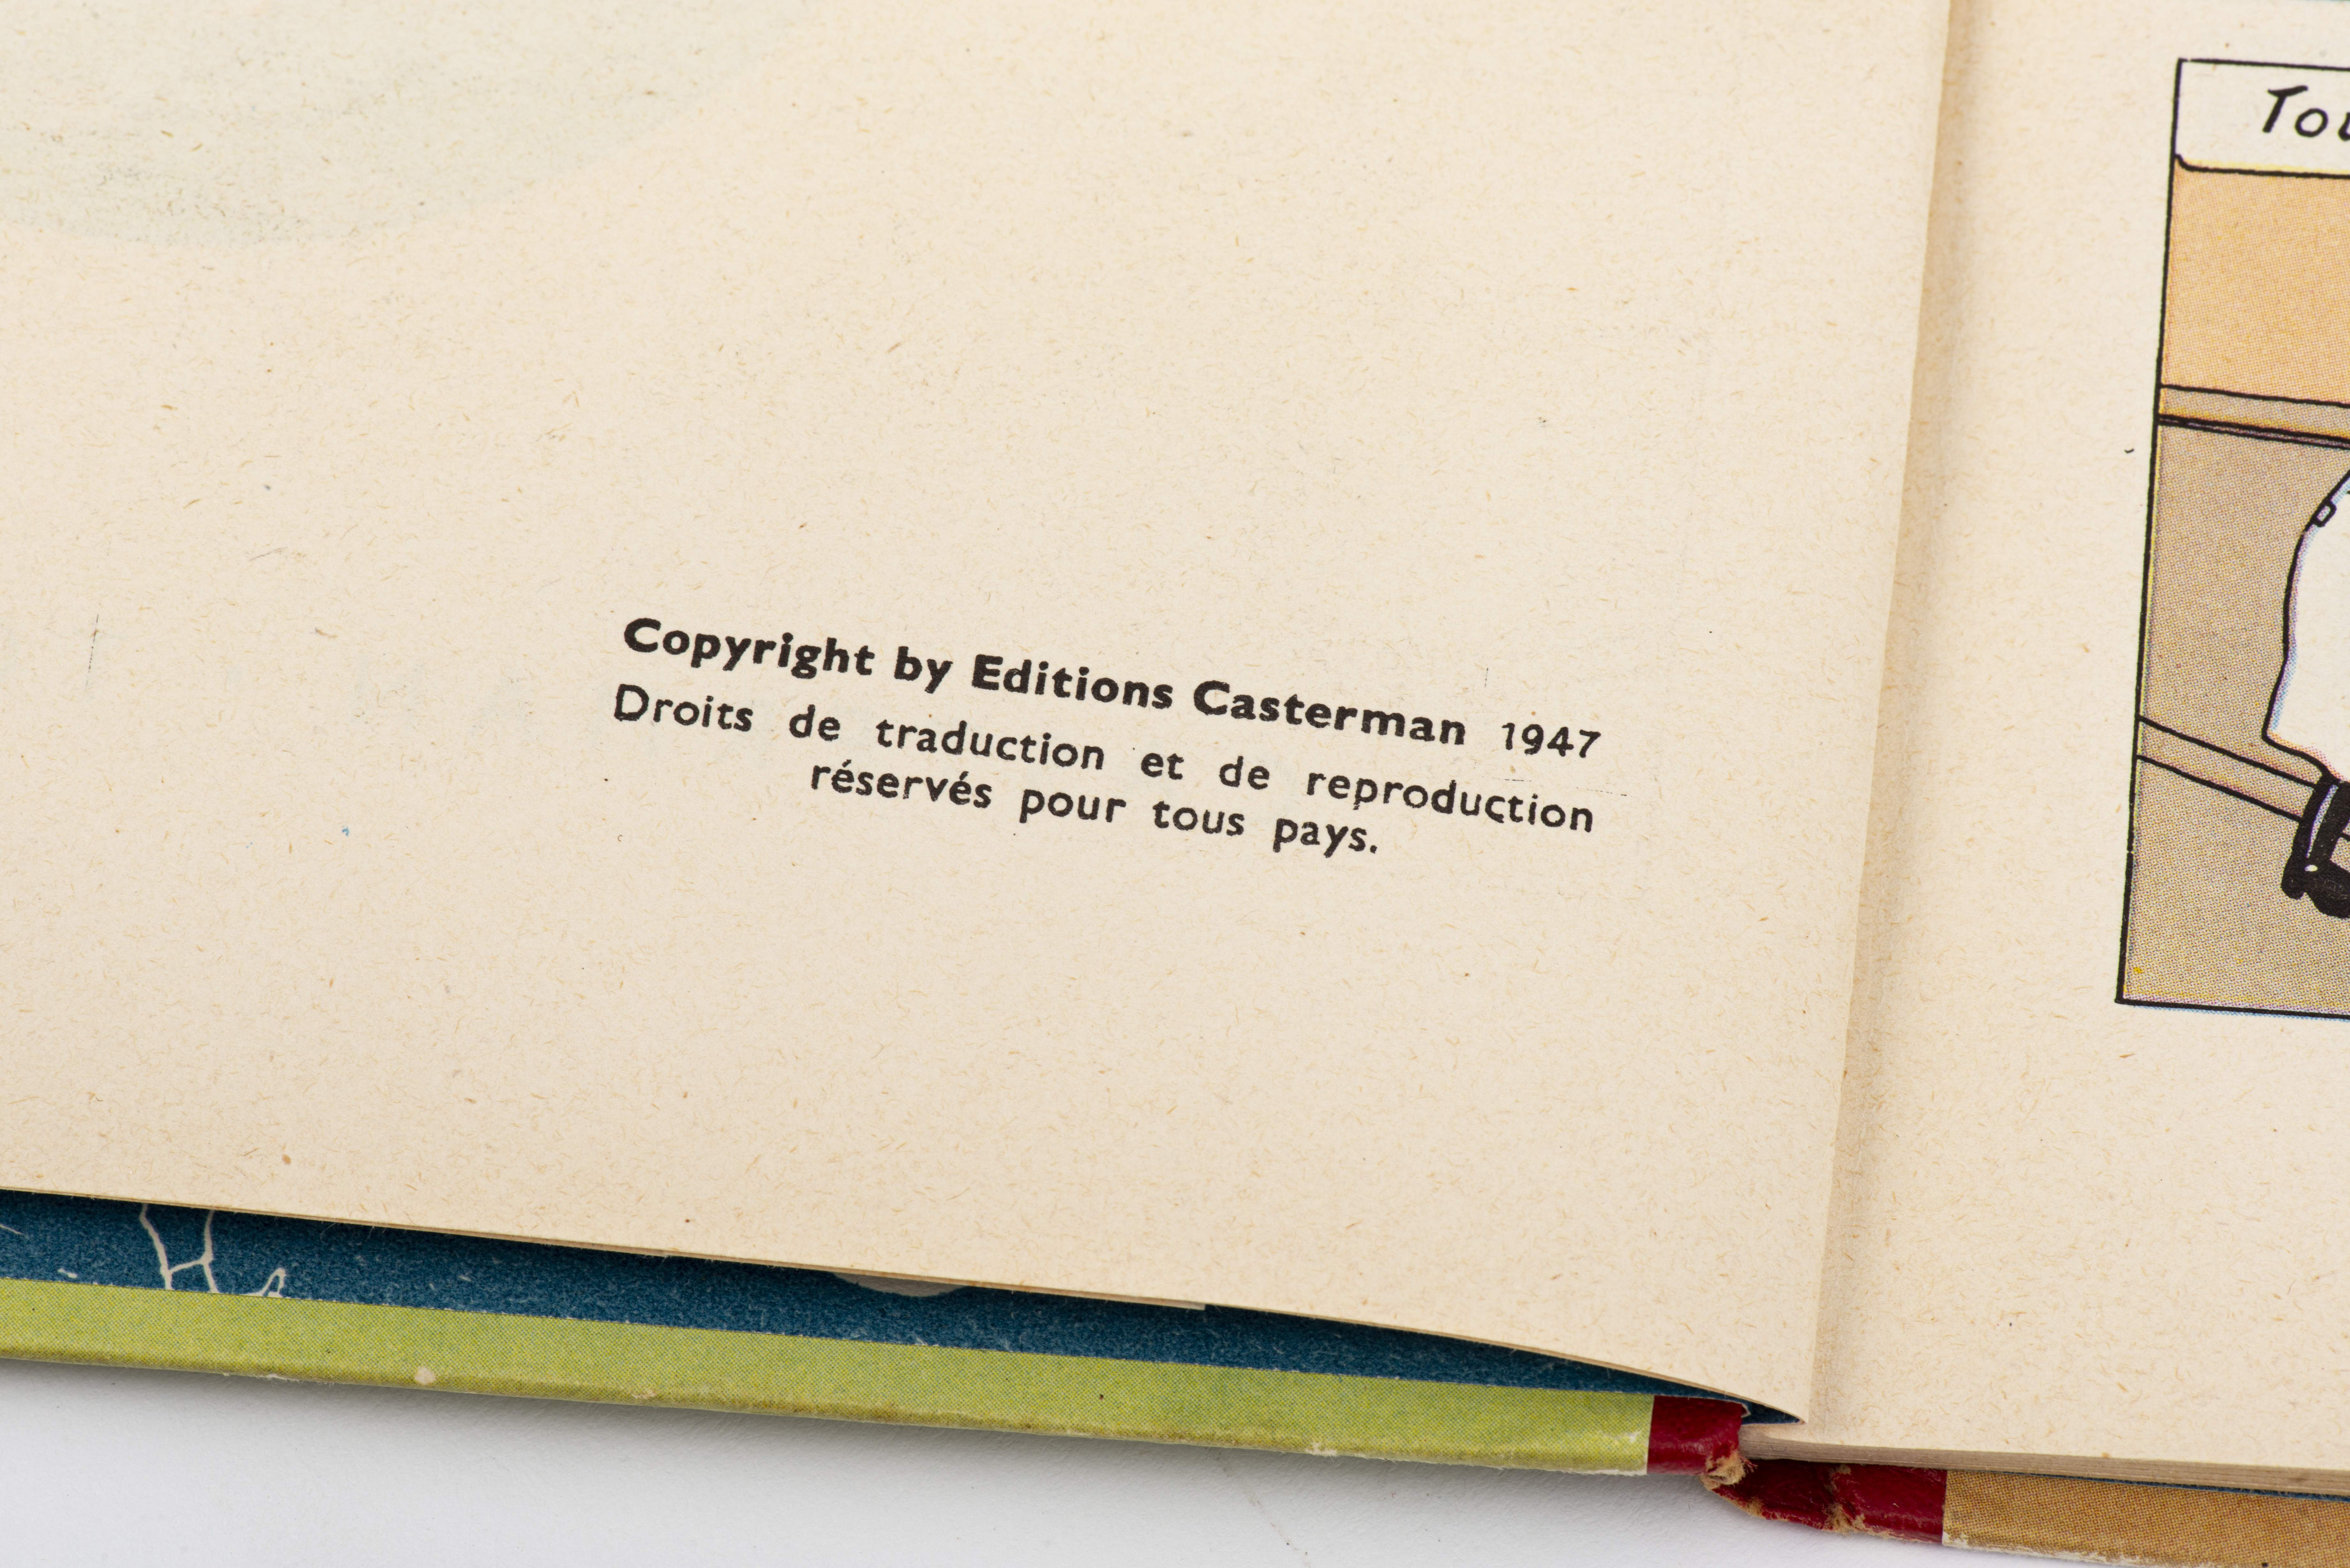 Copyright by Editions Casterman 1947
Droits de traduction et de reproduction
réservés pour tous pays.